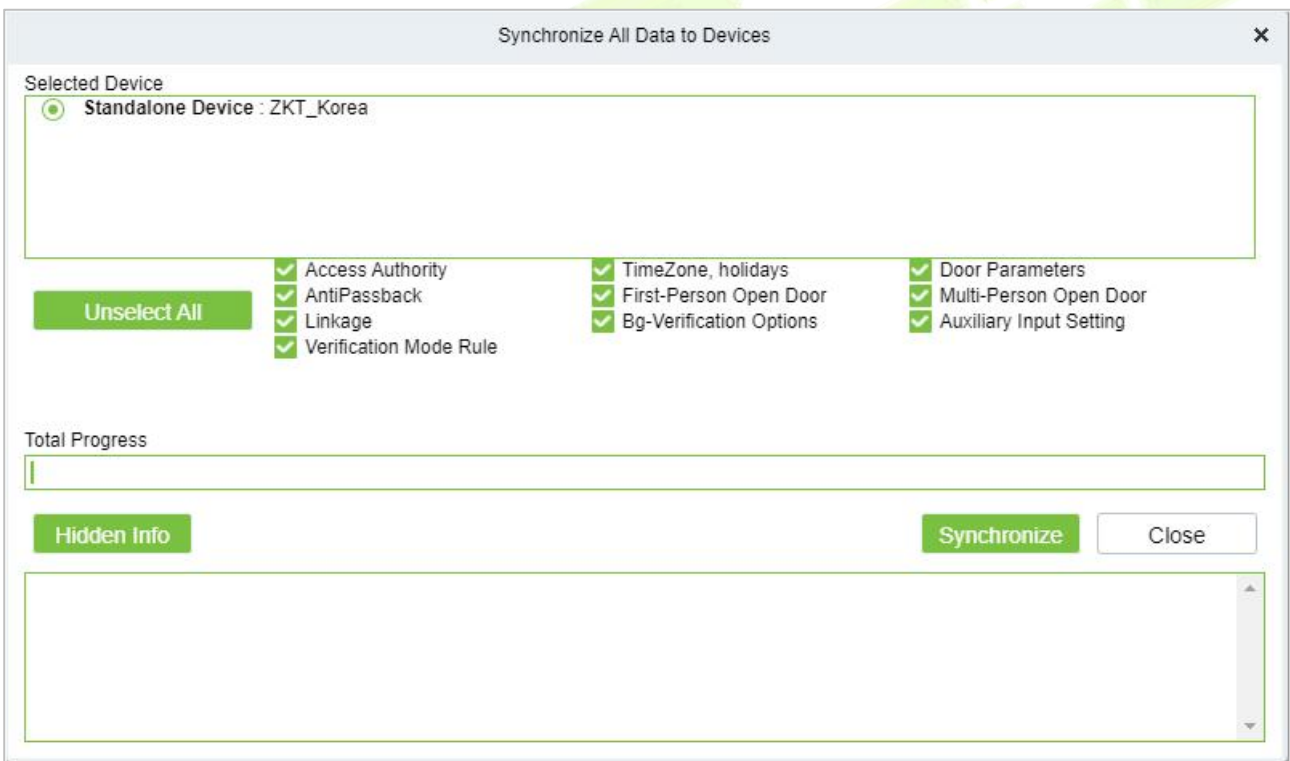 Synchronize All Data to Devices
Selected Device
Standalone Device : ZKT_Korea
Access Authority TimeZone, holidays Door Parameters
Unselect All AntiPassback First-Person Open Door Multi-Person Open Door
Linkage Bg-Verification Options Auxiliary Input Setting
Verification Mode Rule
Total Progress
Hidden Info Synchronize Close